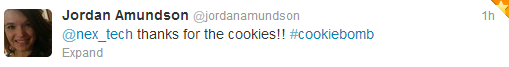 Jordan Amundson @jordanamundson 1h
@nex_tech thanks for the cookies!! #cookiebomb
Expand